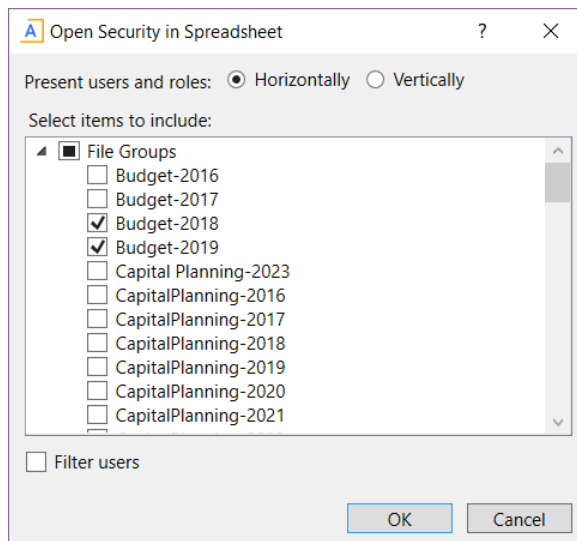 A Open Security in Spreadsheet ?
Present users and roles: Horizontally Vertically
Select items to include:
File Groups
Budget-2016
Budget-2017
Budget-2018
Budget-2019
Capital Planning-2023
CapitalPlanning-2016
CapitalPlanning-2017
CapitalPlanning-2018
CapitalPlanning-2019
CapitalPlanning-2020
CapitalPlanning-2021
Filter users
OK Cancel